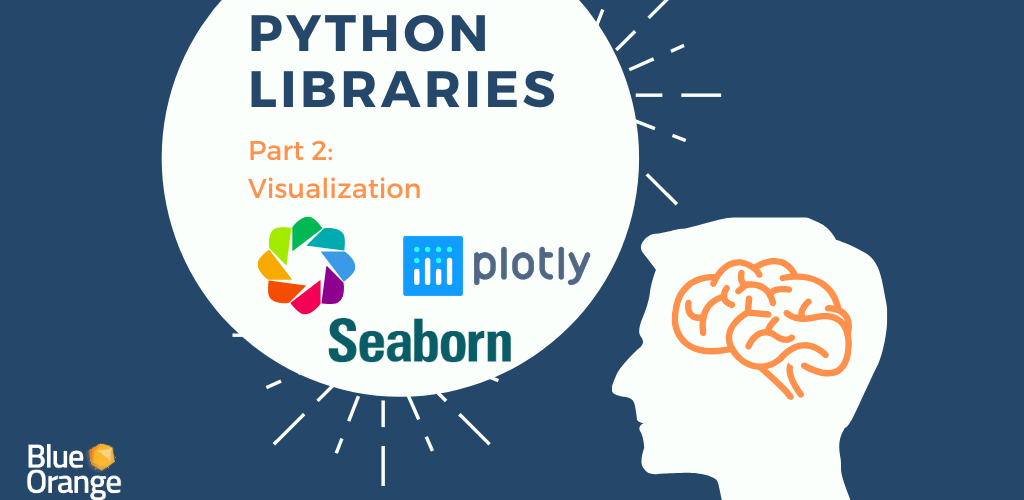 PYTHON
LIBRARIES
Part 2:
Visualization
plotly
Seaborn
Blue
Orange